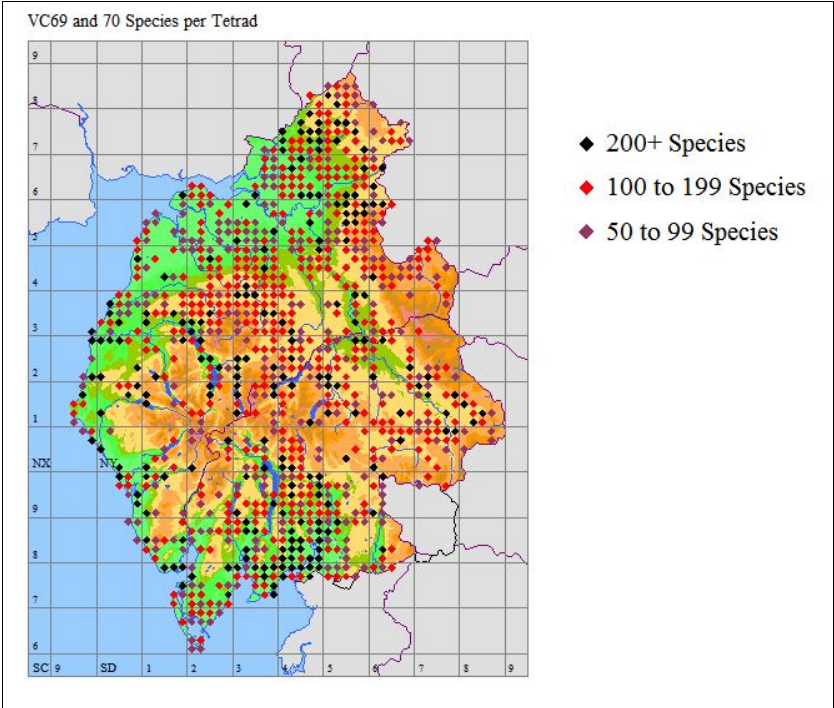 VC69 and 70 Species per Tetrad
9
8
7
6
5
4
3
2
1
NX NY
9
8
7
6
SC 9 SD 1 2 3 4 5 6 7 8 9
200+ Species
100 to 199 Species
50 to 99 Species